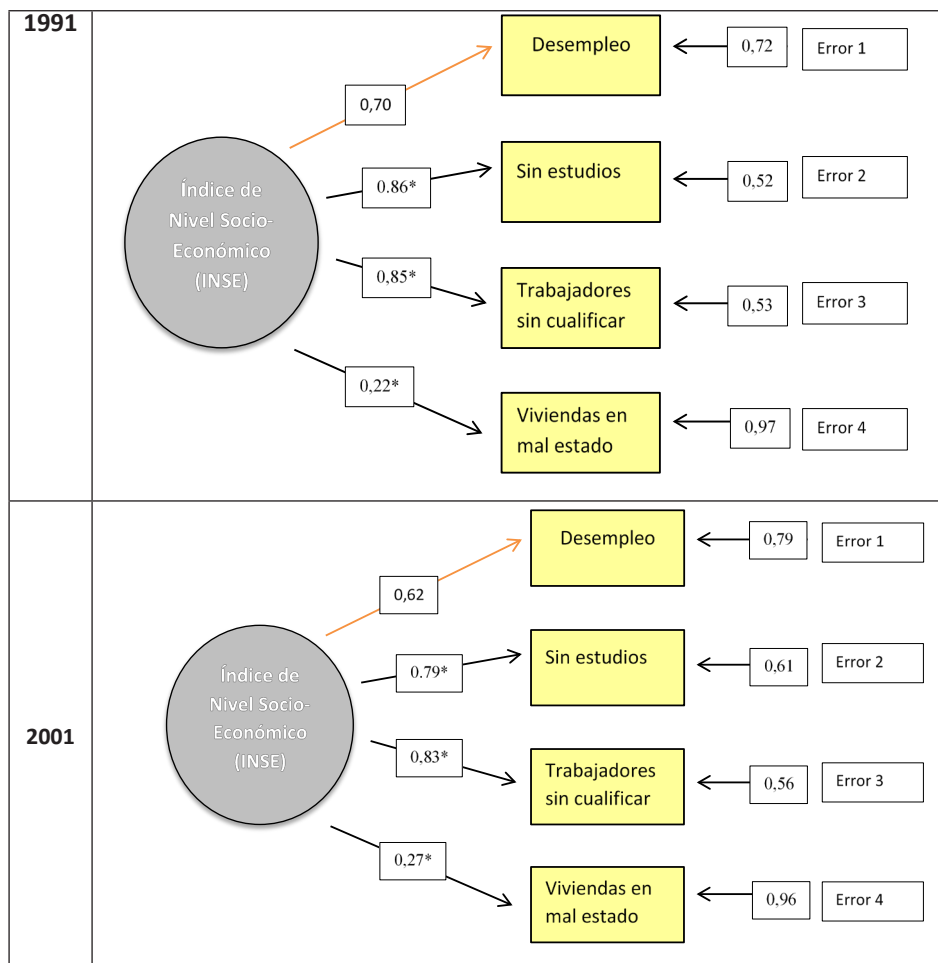 1991
Desempleo
0,72
Error 1
0,70
Índice de
Nivel Socio-
Económico
(INSE)
0.86*
Sin estudios
0,52
Error 2
0,85*
Trabajadores
sin cualificar
0,53
Error 3
0,22*
Viviendas en
mal estado
0,97
Error 4
2001
Desempleo
0,79
Error 1
0,62
Índice de
Nivel Socio-
Económico
(INSE)
0.79*
Sin estudios
0,61
Error 2
0,83*
Trabajadores
sin cualificar
0,56
Error 3
0,27*
Viviendas en
mal estado
0,96
Error 4